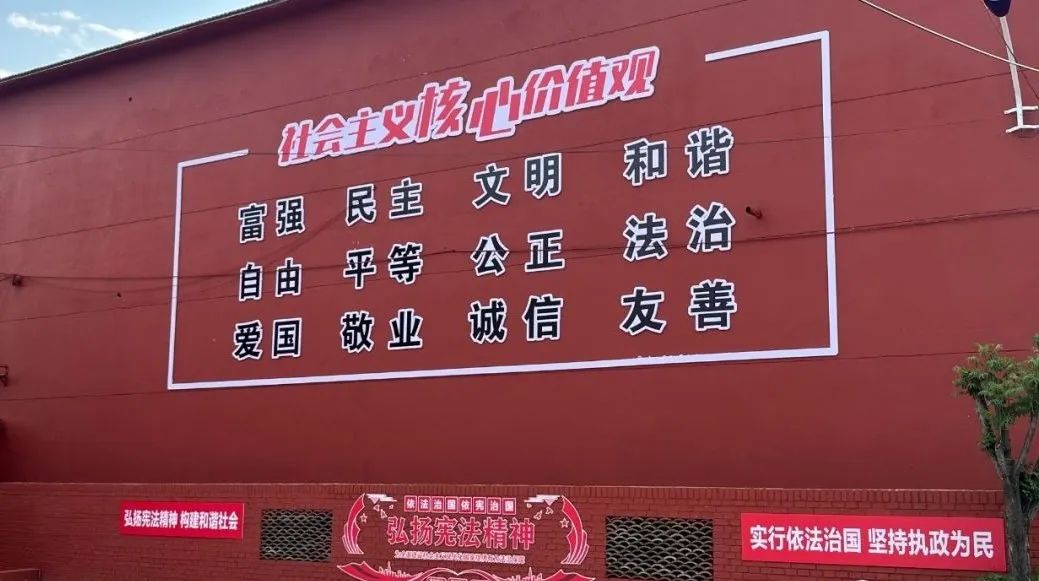 社会主义核心价值观
富强 民主 文明 和谐
自由 平等 公正 法治
爱国 敬业 诚信 友善
弘扬宪法精神 构建和谐社会
依法治国依宪治国
弘扬宪法精神
实行依法治国 坚持执政为民